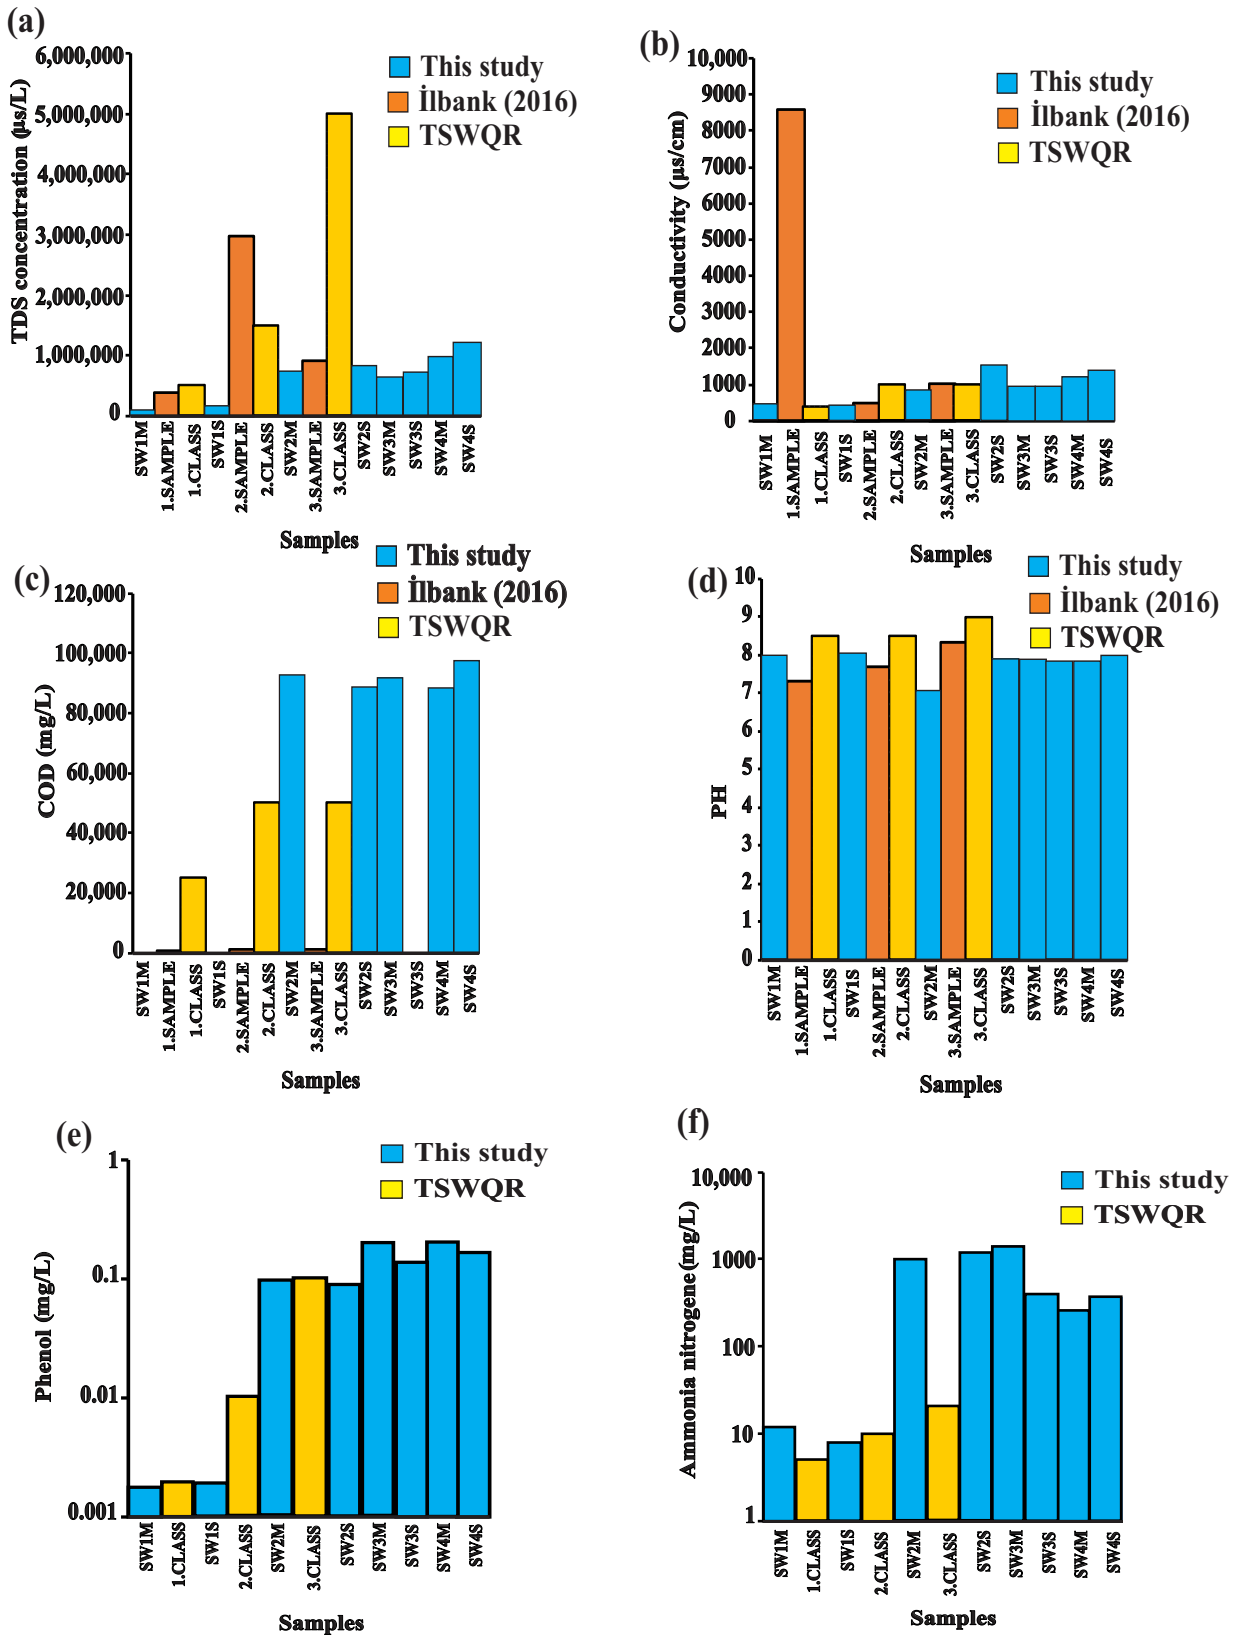 (a)
TDS concentration (µs/L)
6,000,000
5,000,000
4,000,000
3,000,000
2,000,000
1,000,000
0
This study
İlbank (2016)
TSWQR
SW1M
1.SAMPLE
1.CLASS
SW1S
2.SAMPLE
2.CLASS
SW2M
3.SAMPLE
3.CLASS
SW2S
SW3M
SW3S
SW4M
SW4S
Samples
(b)
Conductivity (µs/cm)
10,000
9000
8000
7000
6000
5000
4000
3000
2000
1000
0
This study
İlbank (2016)
TSWQR
SW1M
1.SAMPLE
1.CLASS
SW1S
2.SAMPLE
2.CLASS
SW2M
3.SAMPLE
3.CLASS
SW2S
SW3M
SW3S
SW4M
SW4S
Samples
(c)
COD (mg/L)
120,000
100,000
80,000
60,000
40,000
20,000
0
This study
İlbank (2016)
TSWQR
SW1M
1.SAMPLE
1.CLASS
SW1S
2.SAMPLE
2.CLASS
SW2M
3.SAMPLE
3.CLASS
SW2S
SW3M
SW3S
SW4M
SW4S
Samples
(d)
PH
10
9
8
7
6
5
4
3
2
1
0
This study
İlbank (2016)
TSWQR
SW1M
1.SAMPLE
1.CLASS
SW1S
2.SAMPLE
2.CLASS
SW2M
3.SAMPLE
3.CLASS
SW2S
SW3M
SW3S
SW4M
SW4S
Samples
(e)
Phenol (mg/L)
1
0.1
0.01
0.001
This study
TSWQR
SW1M
1.CLASS
SW1S
2.CLASS
SW2M
3.CLASS
SW2S
SW3M
SW3S
SW4M
SW4S
Samples
(f)
Ammonia nitrogene (mg/L)
10,000
1000
100
10
1
This study
TSWQR
SW1M
1.CLASS
SW1S
2.CLASS
SW2M
3.CLASS
SW2S
SW3M
SW3S
SW4M
SW4S
Samples